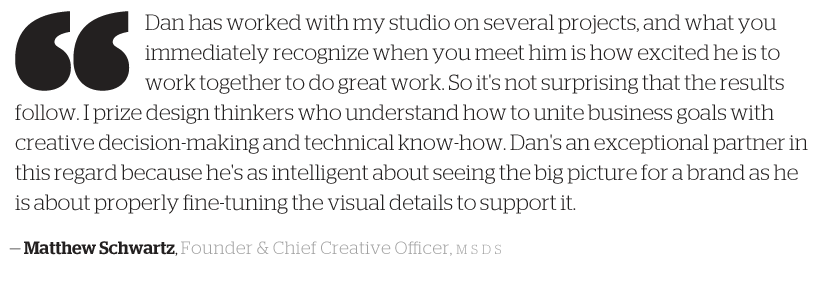 “Dan has worked with my studio on several projects, and what you
immediately recognize when you meet him is how excited he is to
work together to do great work. So it's not surprising that the results
follow. I prize design thinkers who understand how to unite business goals with
creative decision-making and technical know-how. Dan's an exceptional partner in
this regard because he's as intelligent about seeing the big picture for a brand as he
is about properly fine-tuning the visual details to support it.
— Matthew Schwartz, Founder & Chief Creative Officer, MSDS